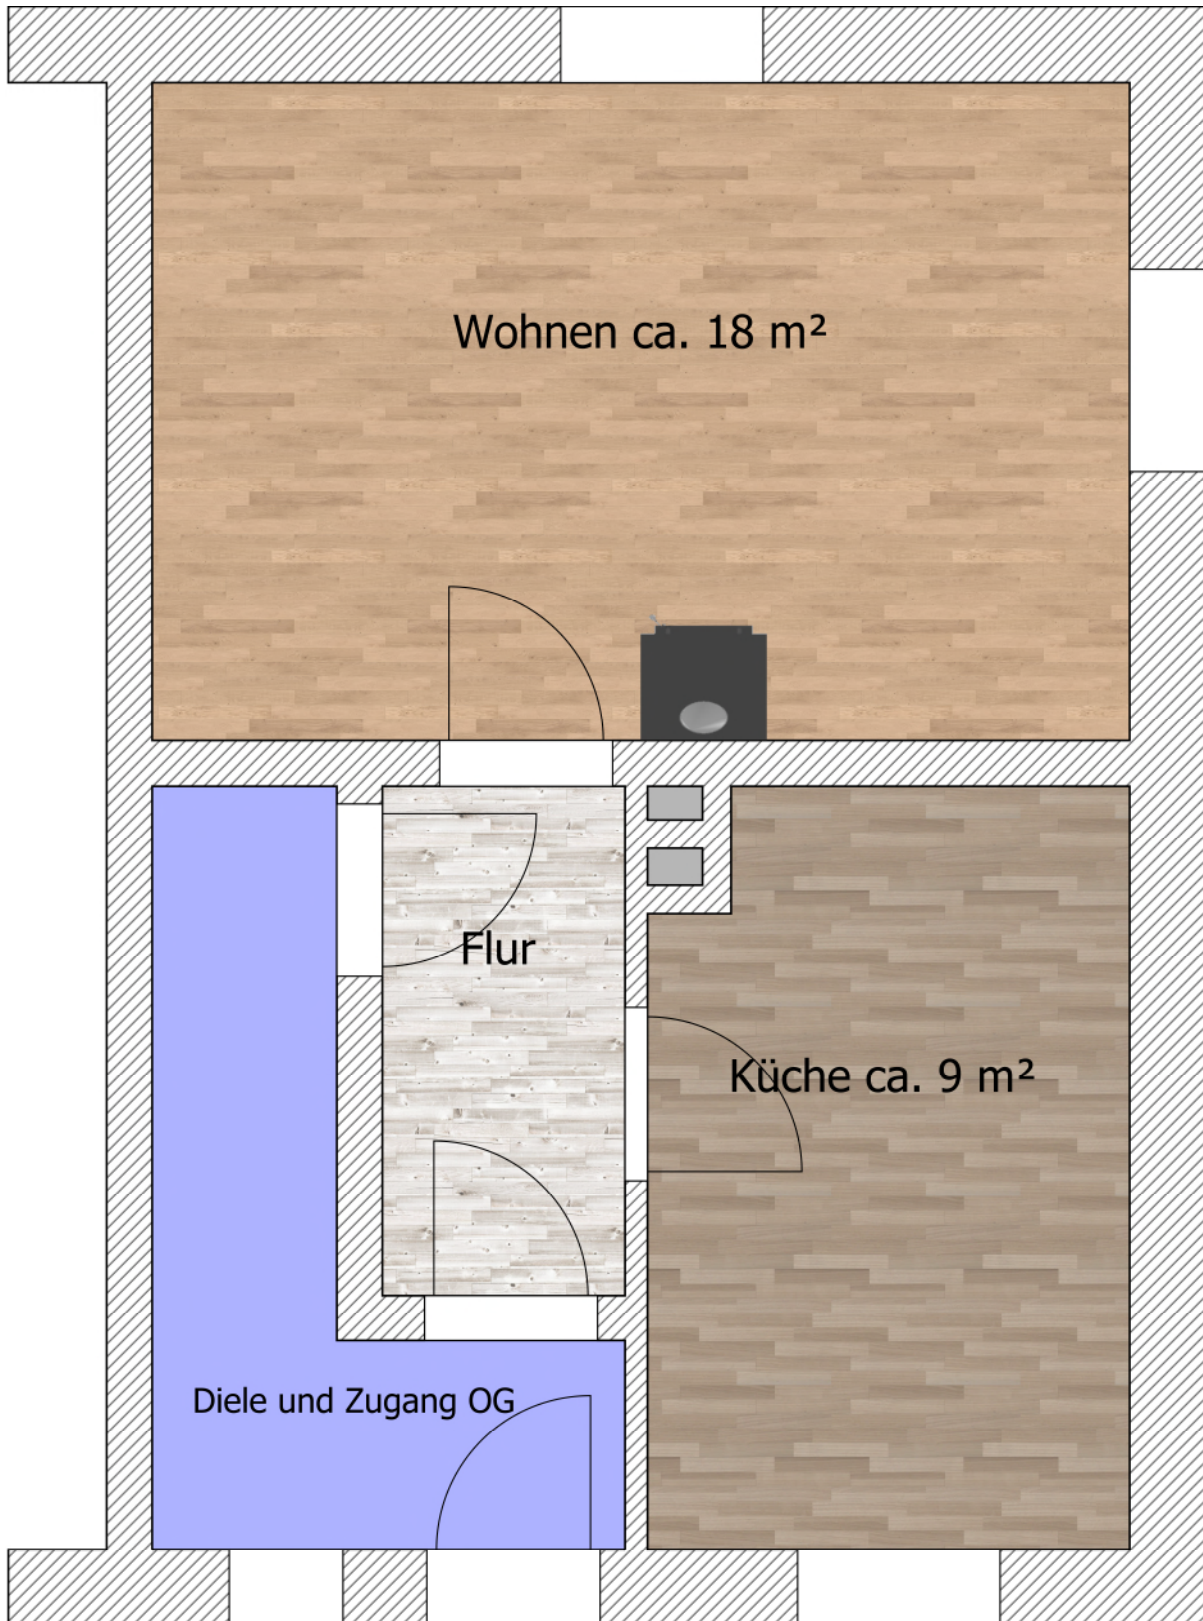 Wohnen ca. 18 m²
Flur
Küche ca. 9 m²
Diele und Zugang OG